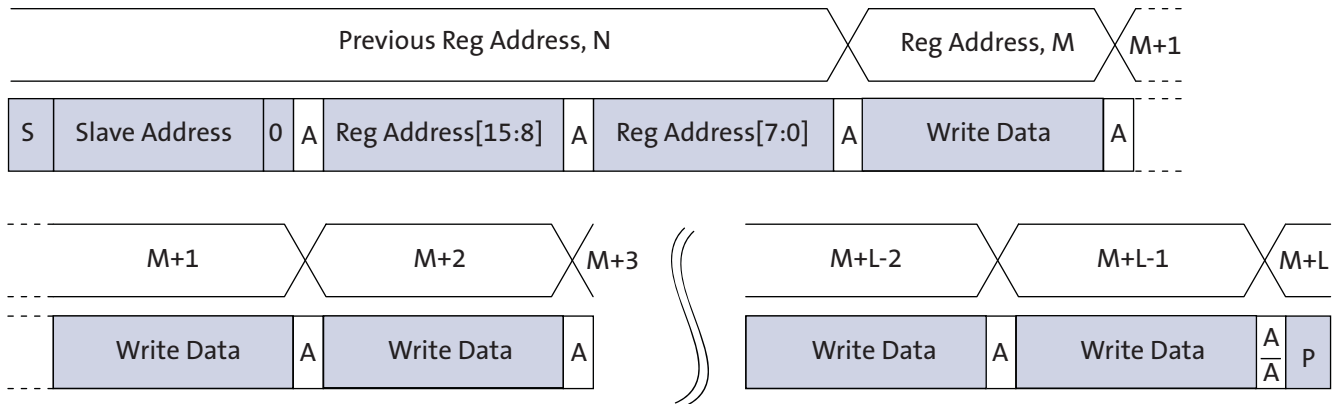 Previous Reg Address, N Reg Address, M M+1
S Slave Address 0 A Reg Address[15:8] A Reg Address[7:0] A Write Data A
M+1 M+2 M+3 M+L-2 M+L-1 M+L
Write Data A Write Data A Write Data A Write Data A/A̅ P